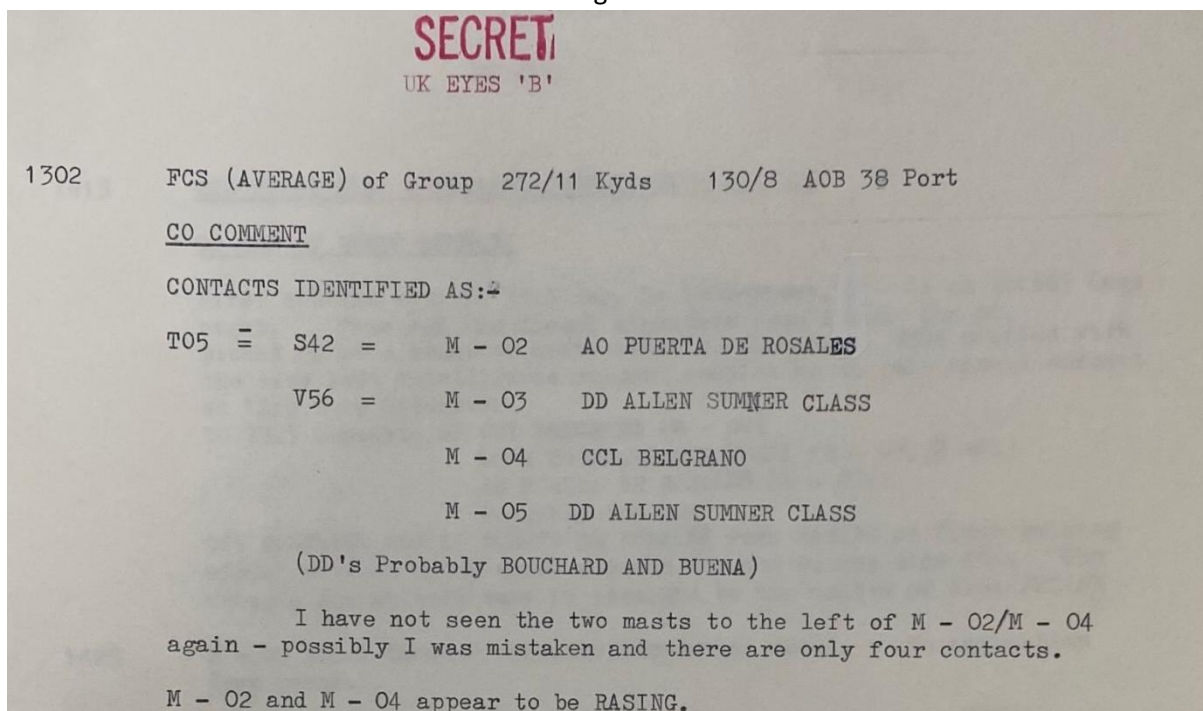 SECRET
UK EYES 'B'
1302 FCS (AVERAGE) of Group 272/11 Kyds 130/8 AOB 38 Port
CO COMMENT
CONTACTS IDENTIFIED AS:-
T05 = S42 = M - 02 AO PUERTA DE ROSALES
V56 = M - 03 DD ALLEN SUMNER CLASS
M - 04 CCL BELGRANO
M - 05 DD ALLEN SUMNER CLASS
(DD's Probably BOUCHARD AND BUENA)
I have not seen the two masts to the left of M - 02/M - 04
again - possibly I was mistaken and there are only four contacts.
M - 02 and M - 04 appear to be RASING.